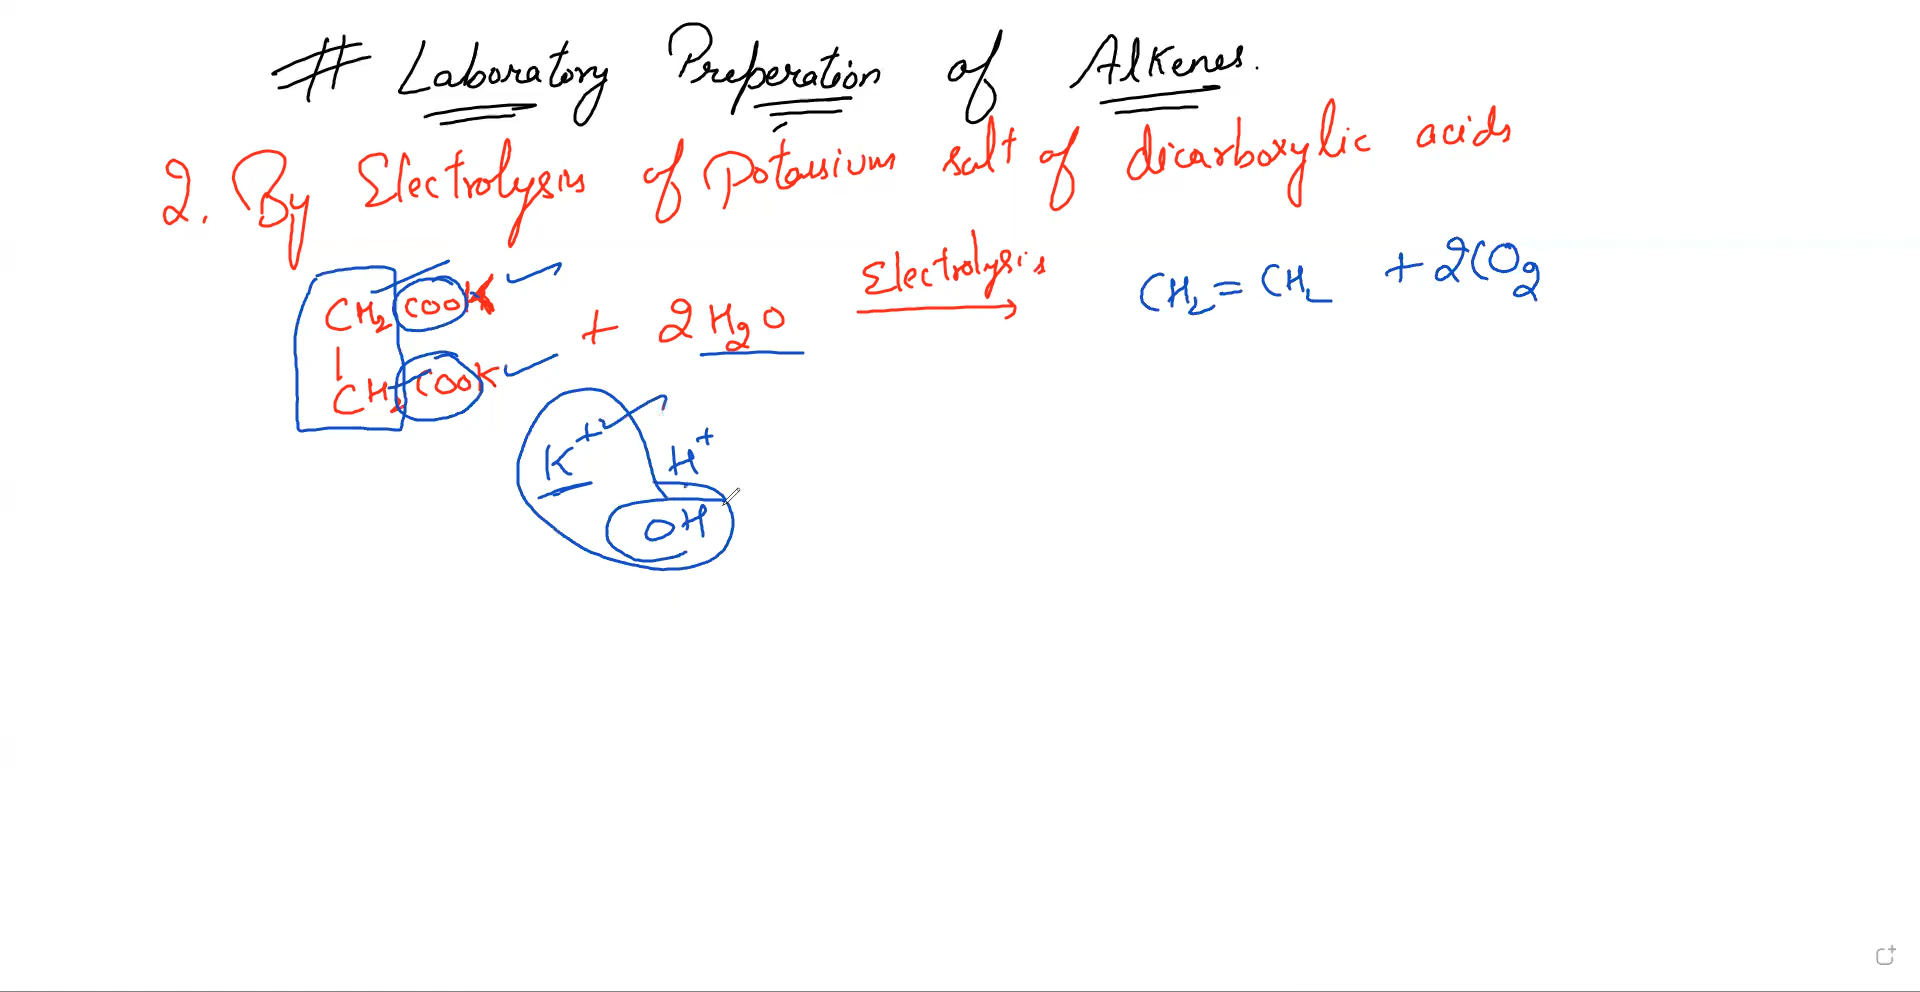 # Laboratory Preperation of Alkenes.
2. By Electrolysis of Potassium salt of dicarboxylic acids
CH2COOK
|
CH2COOK
+ 2H2O
Electrolysis
CH2=CH2 + 2CO2
K+ H+
OH